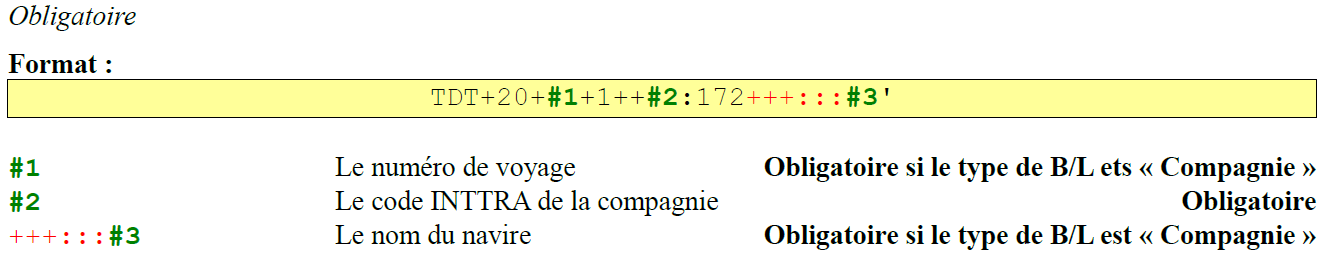 Obligatoire
Format :
TDT+20+#1+1++#2:172+++:::#3'
#1 Le numéro de voyage Obligatoire si le type de B/L ets « Compagnie »
#2 Le code INTTRA de la compagnie Obligatoire
+++:::#3 Le nom du navire Obligatoire si le type de B/L est « Compagnie »